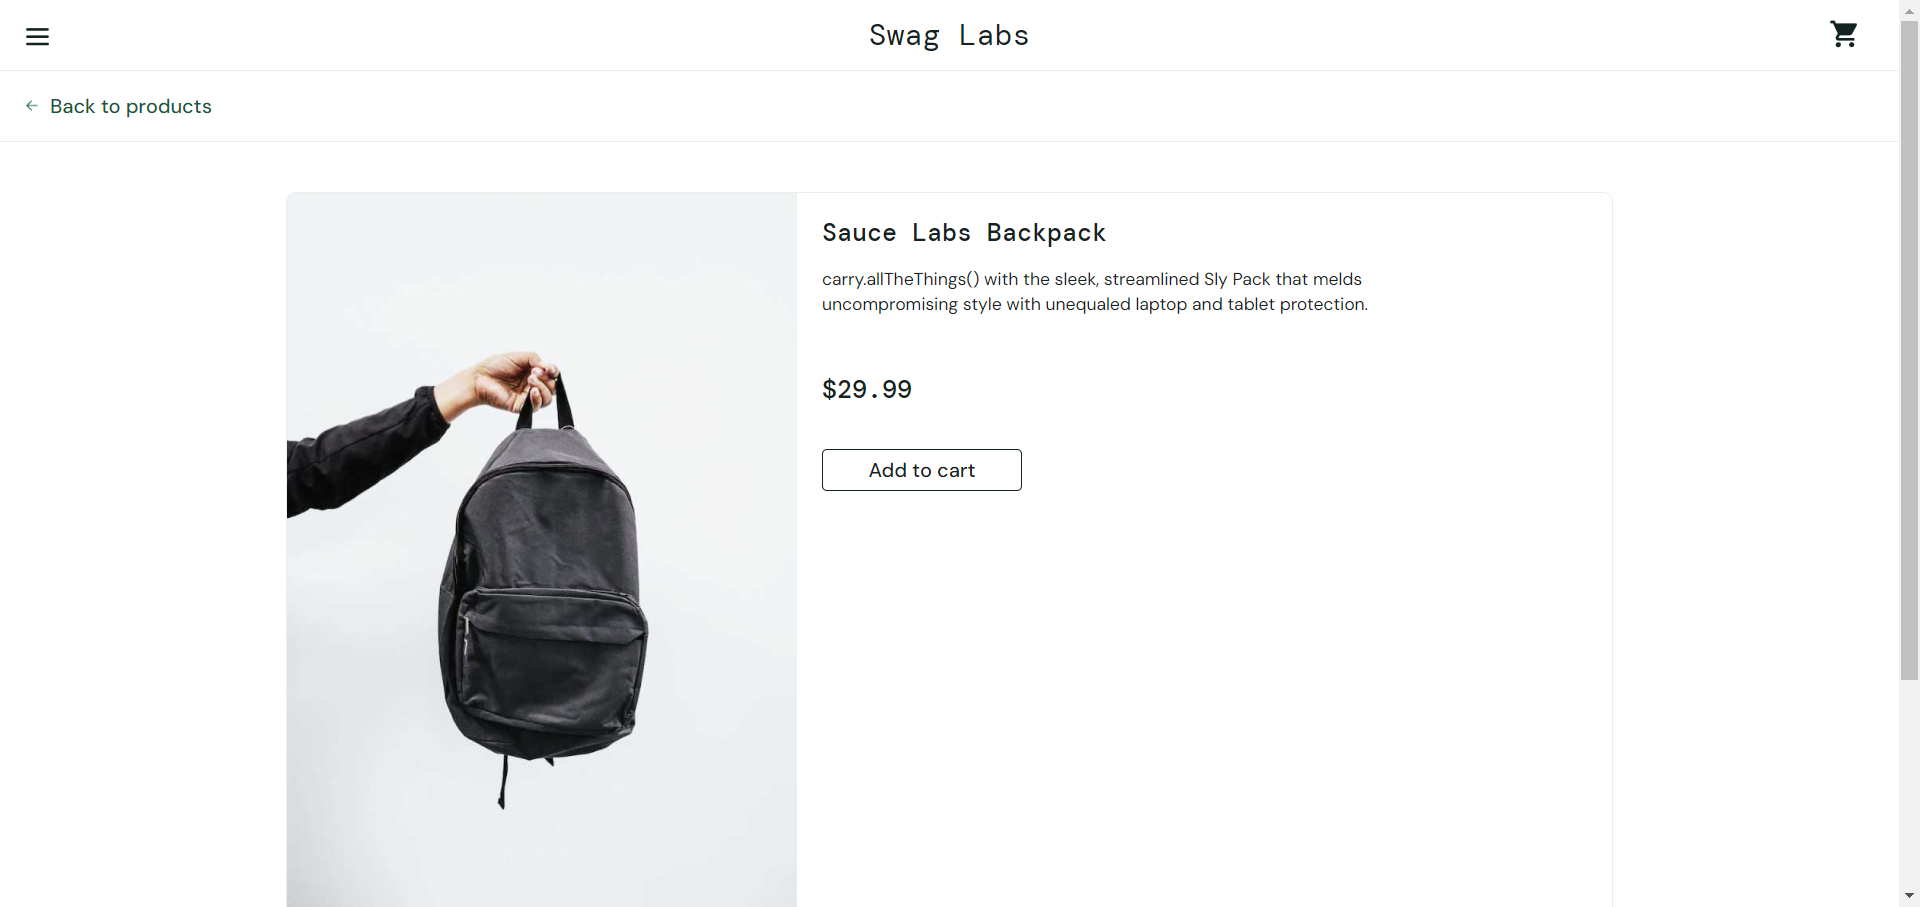 Swag Labs
Back to products
Sauce Labs Backpack
carry.allTheThings() with the sleek, streamlined Sly Pack that melds
uncompromising style with unequaled laptop and tablet protection.
$29.99
Add to cart